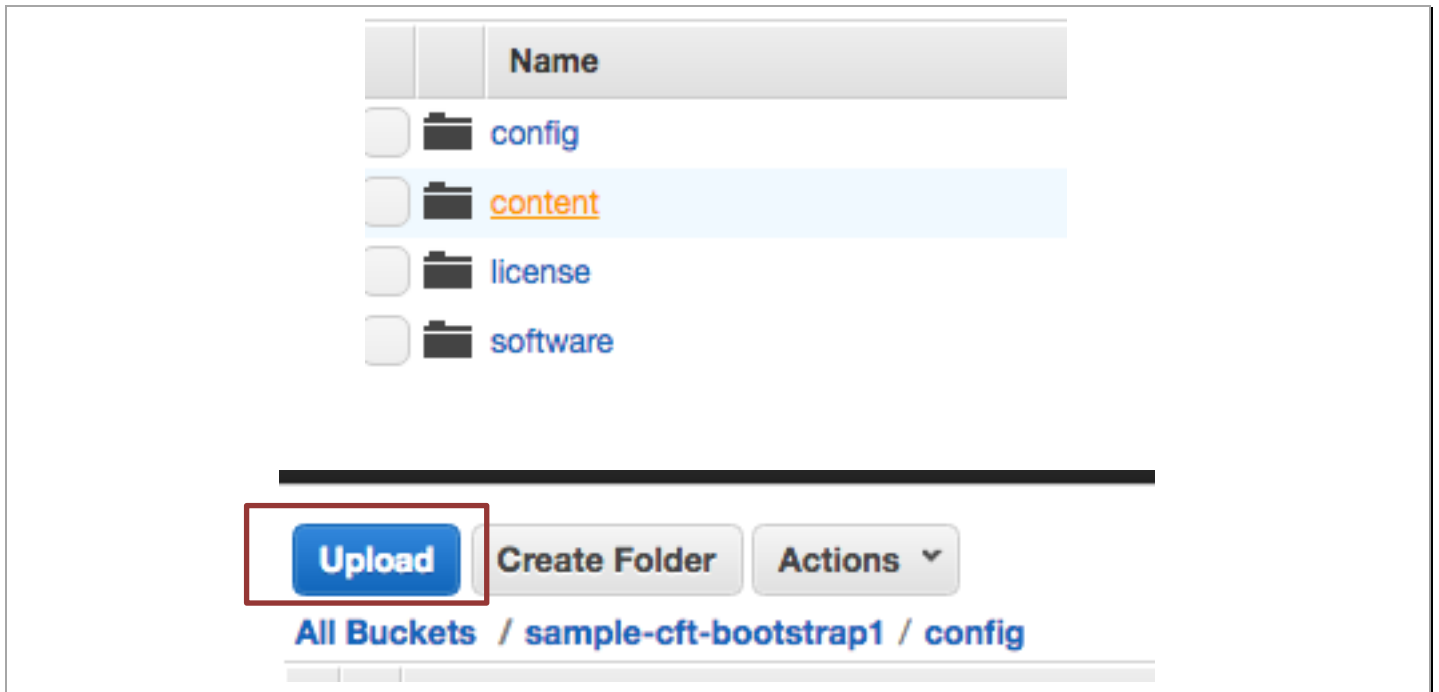 Name
config
content
license
software
Upload Create Folder Actions
All Buckets / sample-cft-bootstrap1 / config